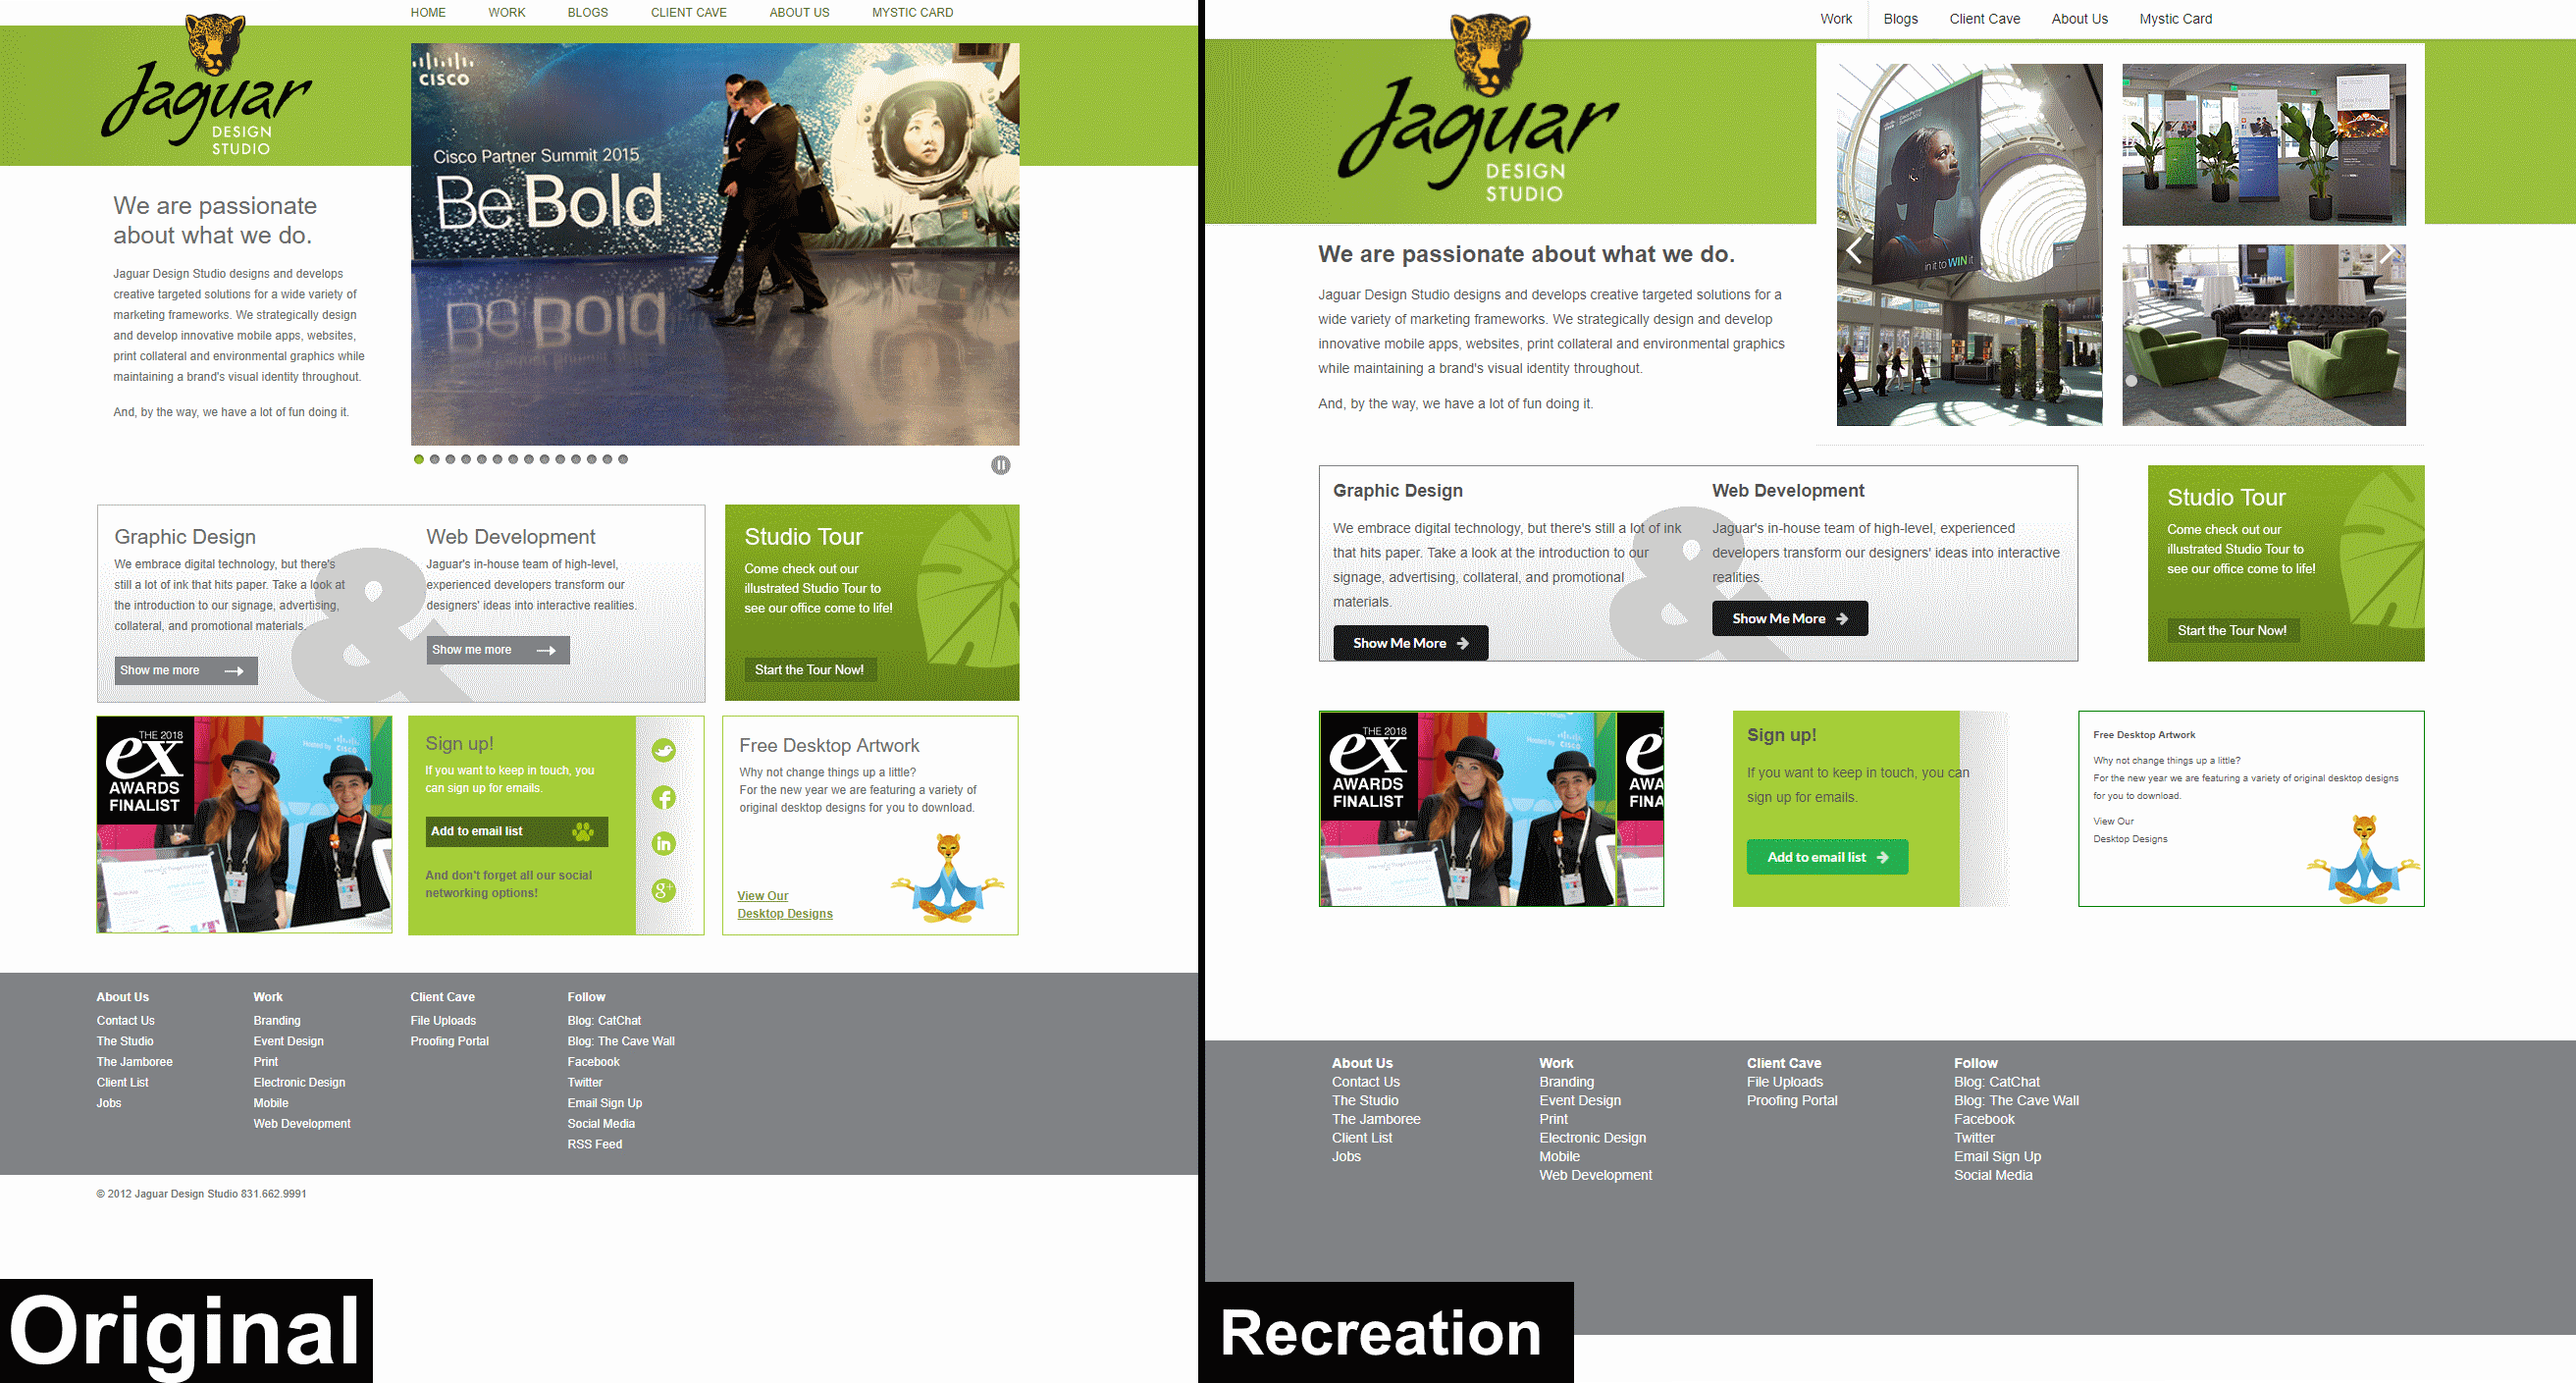 HOME WORK BLOGS CLIENT CAVE ABOUT US MYSTIC CARD
Jaguar
DESIGN
STUDIO
CISCO
Cisco Partner Summit 2015
Be Bold
We are passionate
about what we do.
Jaguar Design Studio designs and develops
creative targeted solutions for a wide variety of
marketing frameworks. We strategically design
and develop innovative mobile apps, websites,
print collateral and environmental graphics while
maintaining a brand's visual identity throughout.
And, by the way, we have a lot of fun doing it.
Graphic Design
We embrace digital technology, but there's
still a lot of ink that hits paper. Take a look at
the introduction to our signage, advertising,
collateral, and promotional materials.
Show me more
&
Web Development
Jaguar's in-house team of high-level,
experienced developers transform our
designers' ideas into interactive realities.
Show me more
Studio Tour
Come check out our
illustrated Studio Tour to
see our office come to life!
Start the Tour Now!
THE 2018
ex
AWARDS
FINALIST
Sign up!
If you want to keep in touch, you
can sign up for emails.
Add to email list
And don't forget all our social
networking options!
Free Desktop Artwork
Why not change things up a little?
For the new year we are featuring a variety of
original desktop designs for you to download.
View Our
Desktop Designs
About Us
Contact Us
The Studio
The Jamboree
Client List
Jobs
Work
Branding
Event Design
Print
Electronic Design
Mobile
Web Development
Client Cave
File Uploads
Proofing Portal
Follow
Blog: CatChat
Blog: The Cave Wall
Facebook
Twitter
Email Sign Up
Social Media
RSS Feed
© 2012 Jaguar Design Studio 831.662.9991
Original
Work Blogs Client Cave About Us Mystic Card
Jaguar
DESIGN
STUDIO
in it to WIN it
We are passionate about what we do.
Jaguar Design Studio designs and develops creative targeted solutions for a
wide variety of marketing frameworks. We strategically design and develop
innovative mobile apps, websites, print collateral and environmental graphics
while maintaining a brand's visual identity throughout.
And, by the way, we have a lot of fun doing it.
Graphic Design
We embrace digital technology, but there's still a lot of ink
that hits paper. Take a look at the introduction to our
signage, advertising, collateral, and promotional
materials.
Show Me More
&
Web Development
Jaguar's in-house team of high-level, experienced
developers transform our designers' ideas into interactive
realities.
Show Me More
Studio Tour
Come check out our
illustrated Studio Tour to
see our office come to life!
Start the Tour Now!
THE 2018
ex
AWARDS
FINALIST
Sign up!
If you want to keep in touch, you can
sign up for emails.
Add to email list
Free Desktop Artwork
Why not change things up a little?
For the new year we are featuring a variety of original desktop designs
for you to download.
View Our
Desktop Designs
About Us
Contact Us
The Studio
The Jamboree
Client List
Jobs
Work
Branding
Event Design
Print
Electronic Design
Mobile
Web Development
Client Cave
File Uploads
Proofing Portal
Follow
Blog: CatChat
Blog: The Cave Wall
Facebook
Twitter
Email Sign Up
Social Media
Recreation